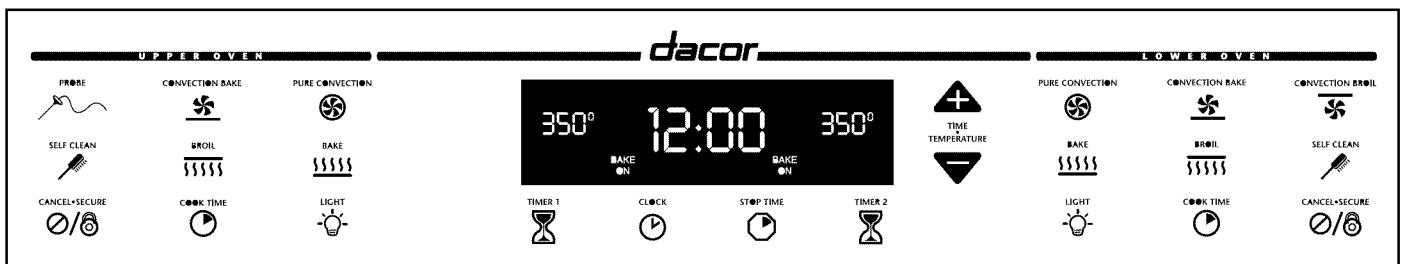 dacor
UPPER OVEN
LOWER OVEN
PROBE
CONVECTION BAKE
PURE CONVECTION
SELF CLEAN
BROIL
BAKE
CANCEL•SECURE
COOK TIME
LIGHT
350°
12:00
350°
BAKE
ON
BAKE
ON
TIMER 1
CLOCK
STOP TIME
TIMER 2
TIME
•
TEMPERATURE
PURE CONVECTION
CONVECTION BAKE
CONVECTION BROIL
BAKE
BROIL
SELF CLEAN
LIGHT
COOK TIME
CANCEL•SECURE